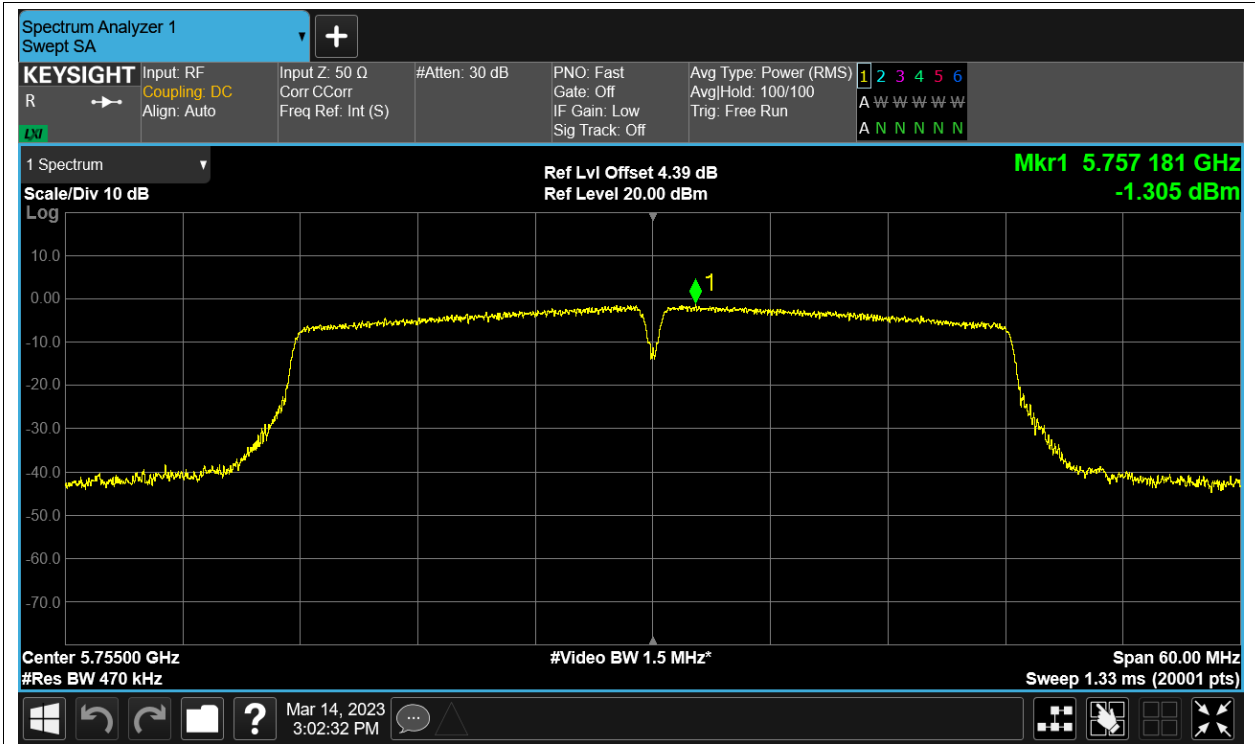 Spectrum Analyzer 1
Swept SA
KEYSIGHT
R
LXI
Input: RF
Coupling: DC
Align: Auto
Input Z: 50 Ω
Corr CCorr
Freq Ref: Int (S)
#Atten: 30 dB
PNO: Fast
Gate: Off
IF Gain: Low
Sig Track: Off
Avg Type: Power (RMS)
Avg|Hold: 100/100
Trig: Free Run
1 2 3 4 5 6
A W W W W W
A N N N N N
1 Spectrum
Scale/Div 10 dB
Ref Lvl Offset 4.39 dB
Ref Level 20.00 dBm
Mkr1 5.757 181 GHz
-1.305 dBm
Log
10.0
0.00
-10.0
-20.0
-30.0
-40.0
-50.0
-60.0
-70.0
1
Center 5.75500 GHz
#Res BW 470 kHz
#Video BW 1.5 MHz*
Span 60.00 MHz
Sweep 1.33 ms (20001 pts)
?
Mar 14, 2023
3:02:32 PM